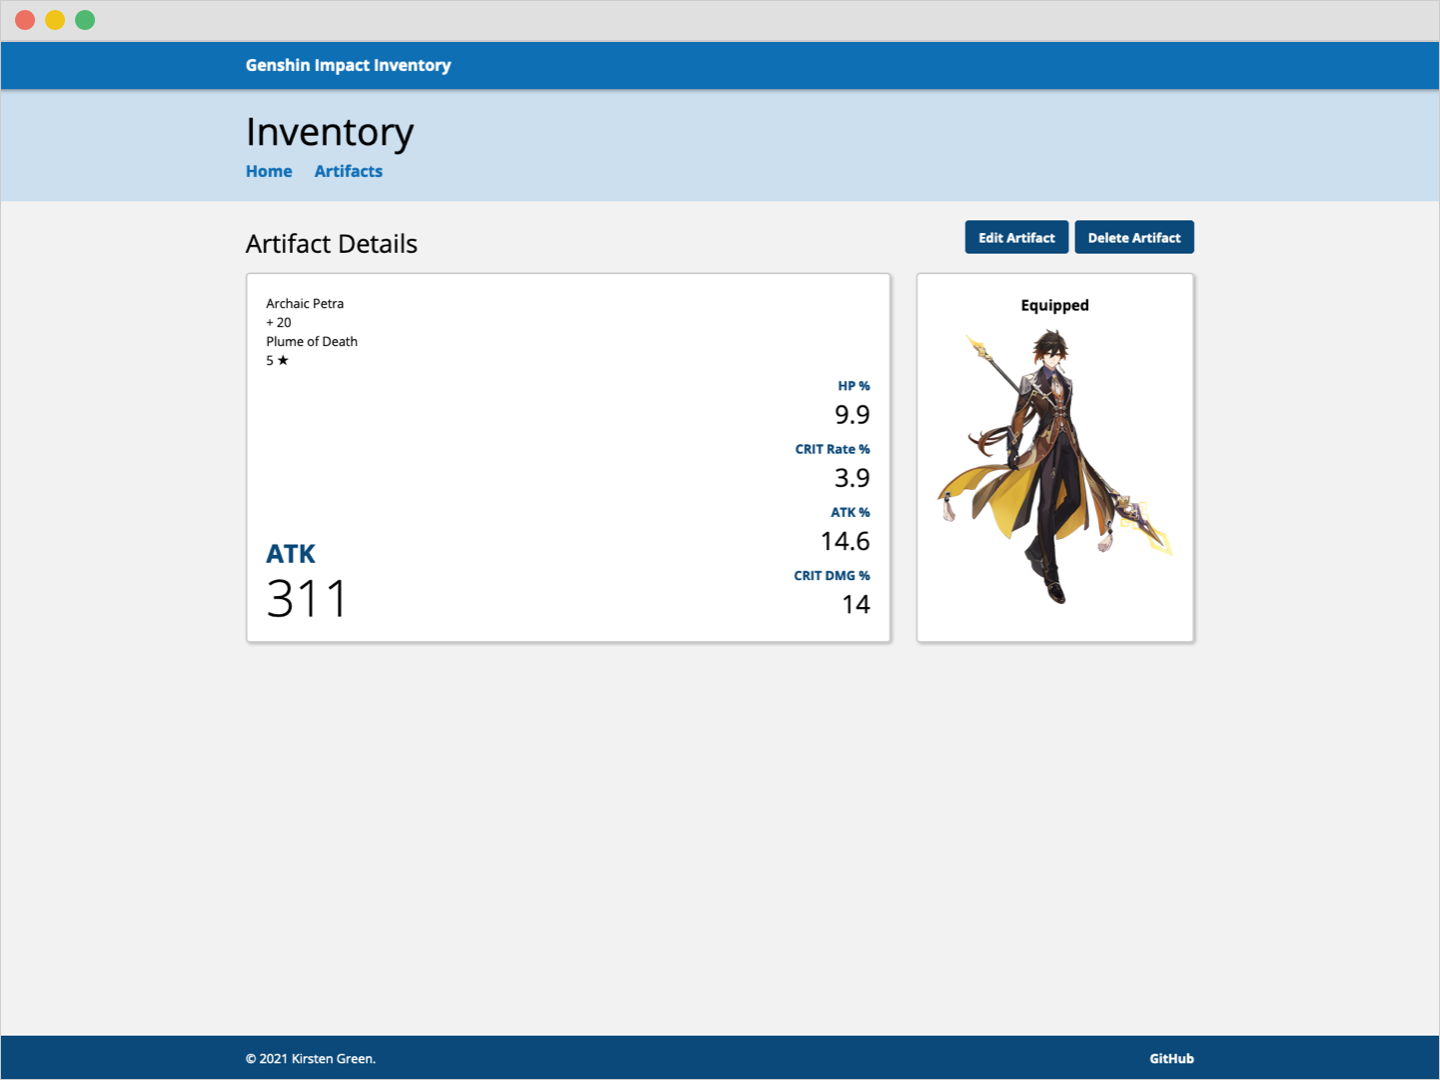 Genshin Impact Inventory
Inventory
Home Artifacts
Artifact Details
Edit Artifact Delete Artifact
Archaic Petra
+ 20
Plume of Death
5 ★
ATK
311
HP %
9.9
CRIT Rate %
3.9
ATK %
14.6
CRIT DMG %
14
Equipped
© 2021 Kirsten Green. GitHub